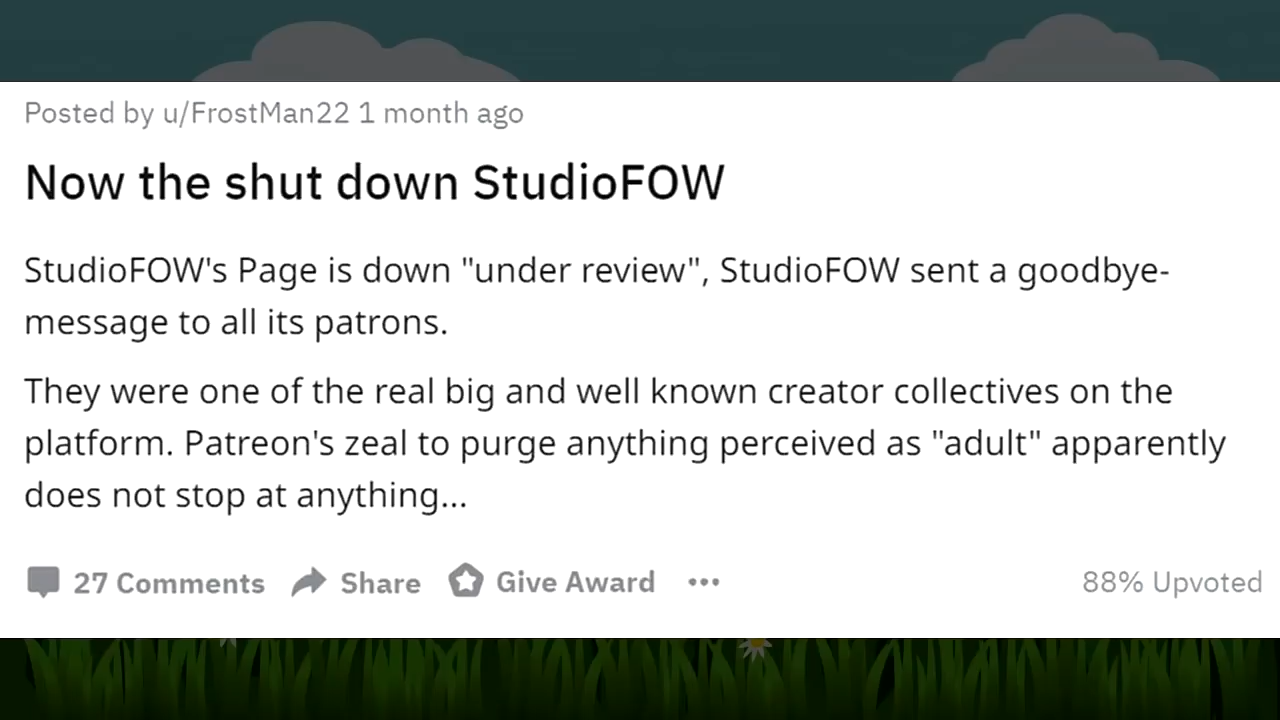 Posted by u/FrostMan22 1 month ago
Now the shut down StudioFOW
StudioFOW's Page is down "under review", StudioFOW sent a goodbye-
message to all its patrons.
They were one of the real big and well known creator collectives on the
platform. Patreon's zeal to purge anything perceived as "adult" apparently
does not stop at anything...
27 Comments Share Give Award ••• 88% Upvoted